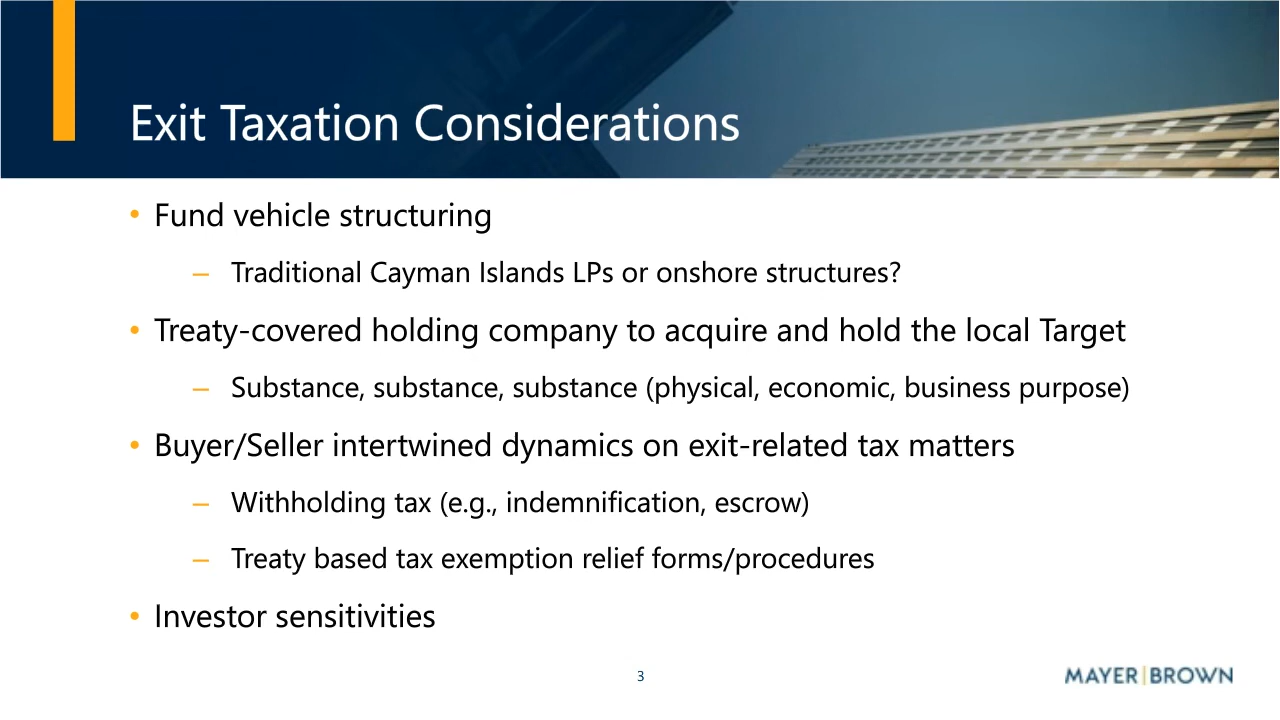 Exit Taxation Considerations
• Fund vehicle structuring
– Traditional Cayman Islands LPs or onshore structures?
• Treaty-covered holding company to acquire and hold the local Target
– Substance, substance, substance (physical, economic, business purpose)
• Buyer/Seller intertwined dynamics on exit-related tax matters
– Withholding tax (e.g., indemnification, escrow)
– Treaty based tax exemption relief forms/procedures
• Investor sensitivities
3
MAYER|BROWN